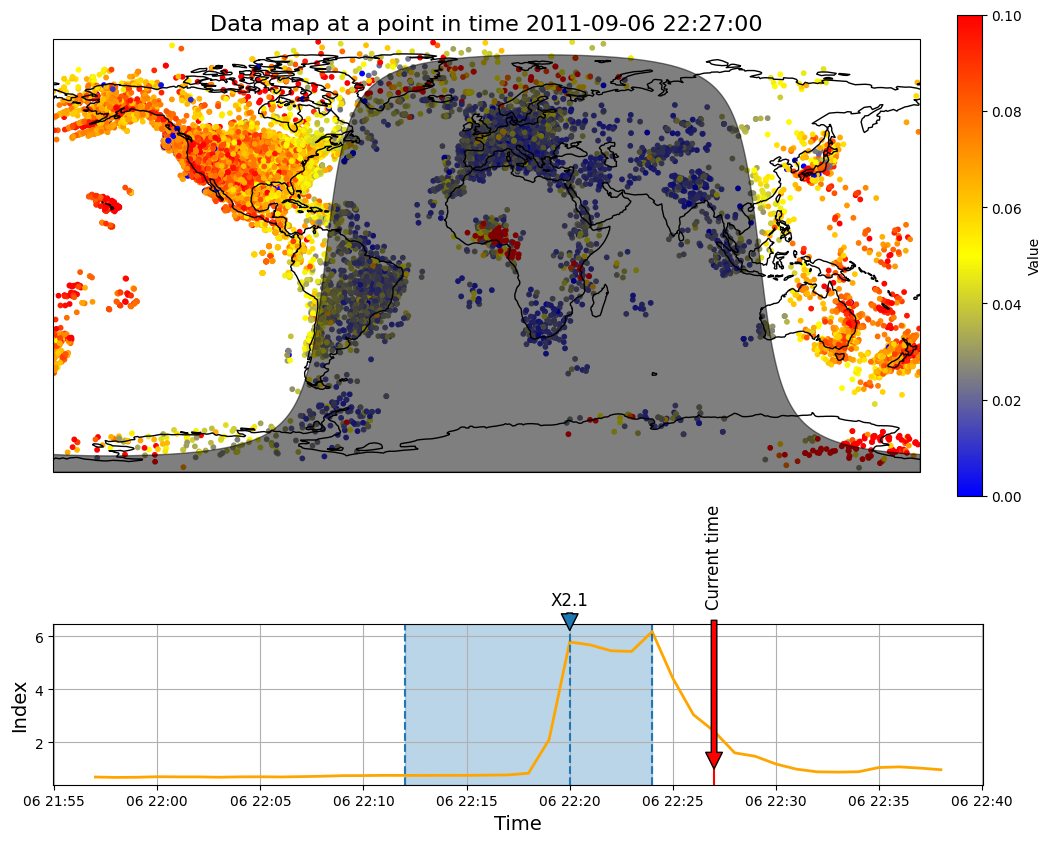 Data map at a point in time 2011-09-06 22:27:00
0.10
0.08
0.06
0.04
0.02
0.00
Value
Current time
X2.1
6
4
2
Index
06 21:55 06 22:00 06 22:05 06 22:10 06 22:15 06 22:20 06 22:25 06 22:30 06 22:35 06 22:40
Time